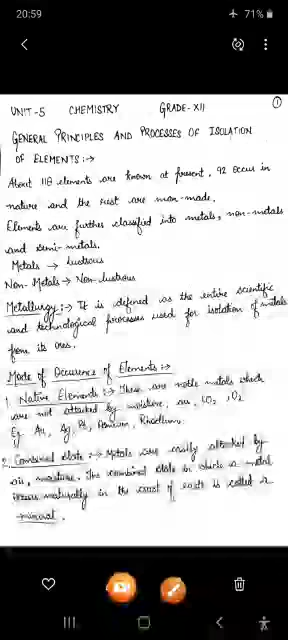 20:59
71%
1
UNIT-5 CHEMISTRY GRADE-XII
GENERAL PRINCIPLES AND PROCESSES OF ISOLATION
OF ELEMENTS :→
About 118 elements are known at present, 92 occur in
nature and the rest are man-made.
Elements are further classified into metals, non-metals
and semi-metals.
Metals → Lustrous
Non-Metals → Non-lustrous
Metallurgy :→ It is defined as the entire scientific
and technological processes used for isolation of metals
from its ores.
Mode of Occurence of Elements :→
1. Native Elements :→ These are noble metals which
are not attacked by moisture, air, CO2, O2
Eg. Au, Ag, Pt, Rhodium.
2. Combined state :→ Metals are easily attacked by
air, moisture. The combined state in which a metal
occurs naturally in the crust of earth is called a
mineral.